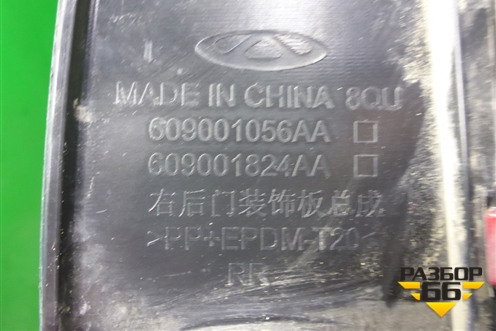 MADE IN CHINA 8QU
609001056AA
609001824AA
右后门装饰板总成
>PP+EPDM-T20<
RR
РАЗБОР
66